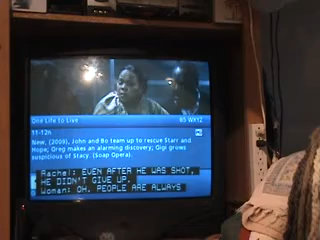 One Life to Live
85 WXYZ
11-12n
New, (2009), John and Bo team up to rescue Starr and
Hope; Greg makes an alarming discovery; Gigi grows
suspicious of Stacy. (Soap Opera).
Rachel: EVEN AFTER HE WAS SHOT,
HE DIDN'T GIVE UP.
Woman: OH, PEOPLE ARE ALWAYS